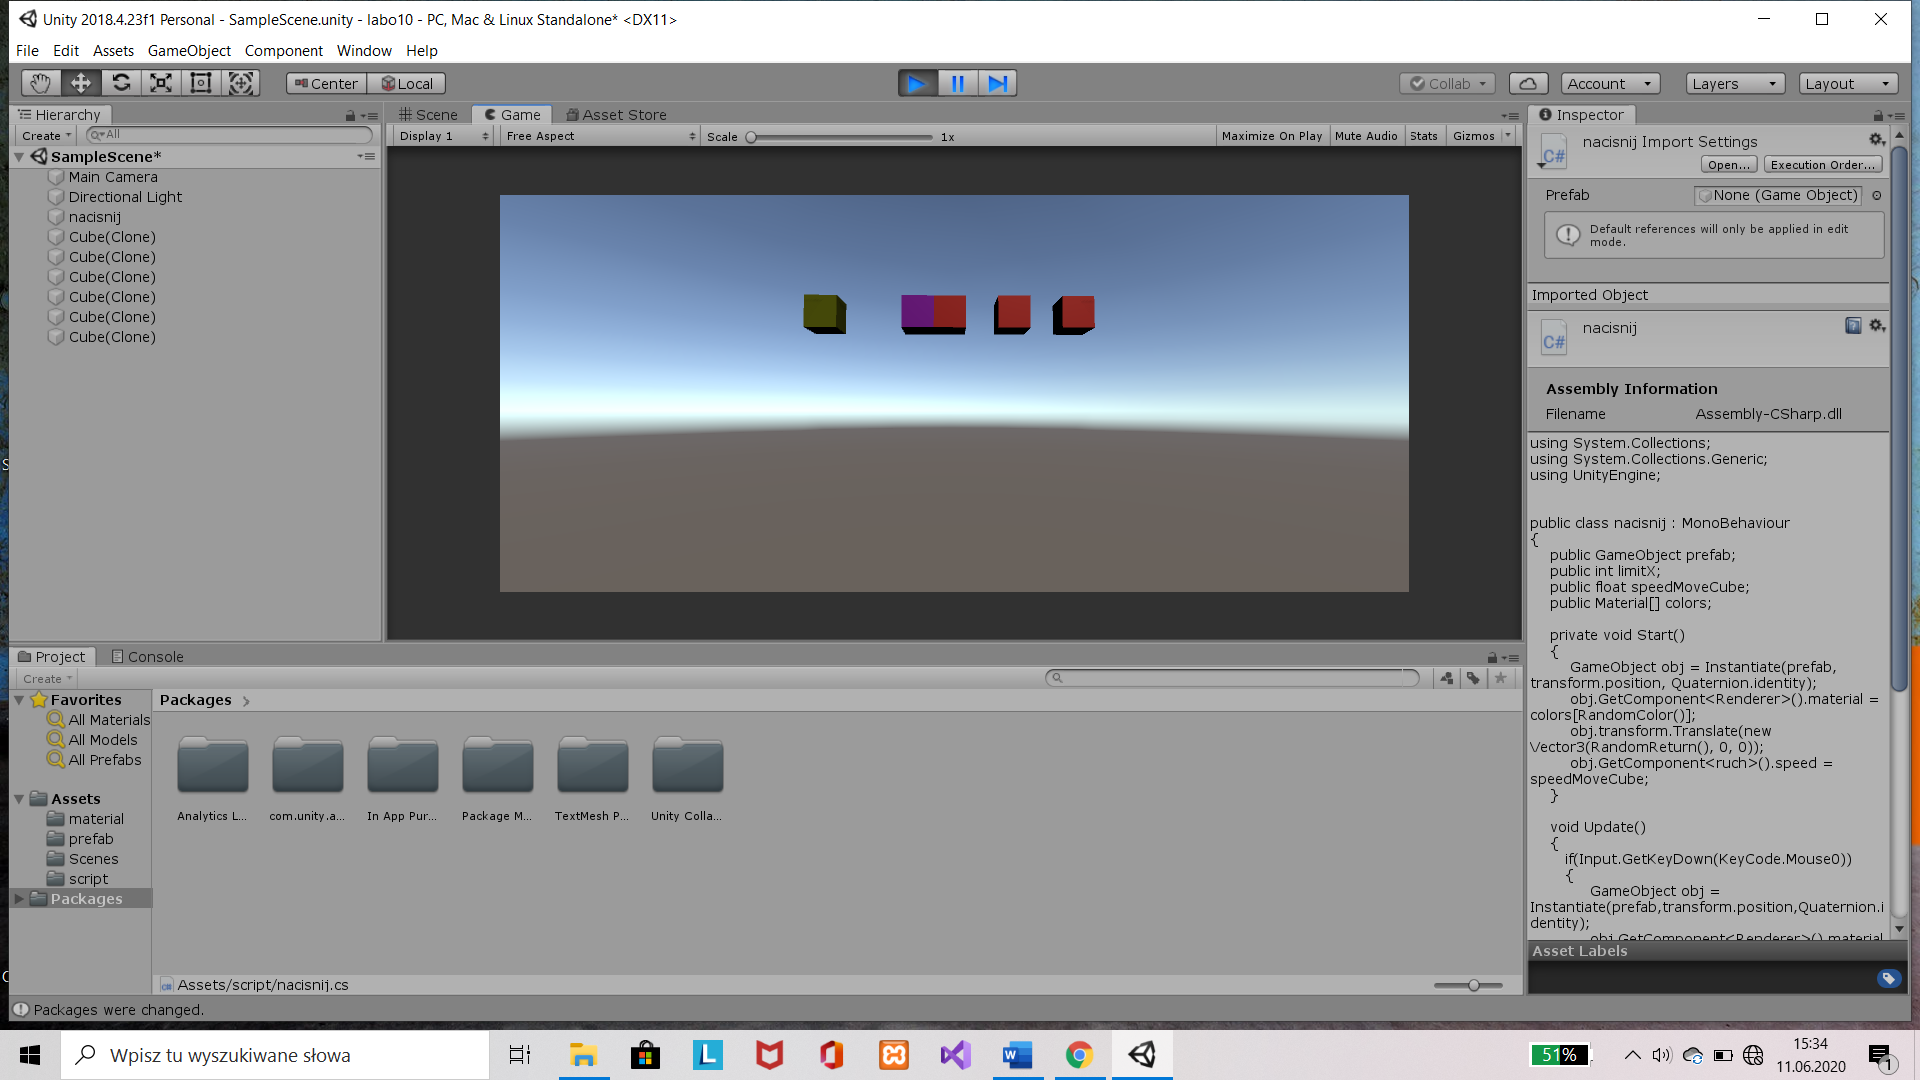 Unity 2018.4.23f1 Personal - SampleScene.unity - labo10 - PC, Mac & Linux Standalone* <DX11>
File Edit Assets GameObject Component Window Help
Center Local
Collab Account Layers Layout
Hierarchy
Create All
SampleScene*
Main Camera
Directional Light
nacisnij
Cube(Clone)
Cube(Clone)
Cube(Clone)
Cube(Clone)
Cube(Clone)
Cube(Clone)
Scene Game Asset Store
Display 1 Free Aspect Scale 1x Maximize On Play Mute Audio Stats Gizmos
Inspector
nacisnij Import Settings
C#
Open... Execution Order...
Prefab None (Game Object)
Default references will only be applied in edit
mode.
Imported Object
nacisnij
C#
Assembly Information
Filename Assembly-CSharp.dll
using System.Collections;
using System.Collections.Generic;
using UnityEngine;
public class nacisnij : MonoBehaviour
{
public GameObject prefab;
public int limitX;
public float speedMoveCube;
public Material[] colors;
private void Start()
{
GameObject obj = Instantiate(prefab,
transform.position, Quaternion.identity);
obj.GetComponent<Renderer>().material =
colors[RandomColor()];
obj.transform.Translate(new
Vector3(RandomReturn(), 0, 0));
obj.GetComponent<ruch>().speed =
speedMoveCube;
}
void Update()
{
if(Input.GetKeyDown(KeyCode.Mouse0))
{
GameObject obj =
Instantiate(prefab,transform.position,Quaternion.i
dentity);
obj.GetComponent<Renderer>().material
Asset Labels
Project Console
Create
Favorites
All Materials
All Models
All Prefabs
Assets
material
prefab
Scenes
script
Packages
Packages
Analytics L... com.unity.a... In App Pur... Package M... TextMesh P... Unity Colla...
Assets/script/nacisnij.cs
Packages were changed.
Wpisz tu wyszukiwane słowa
L
W
51%
15:34
11.06.2020
1